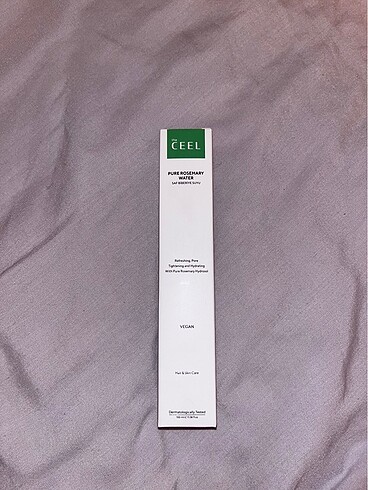 the
CEEL
PURE ROSEMARY
WATER
SAF BİBERİYE SUYU
Refreshing, Pore
Tightening and Hydrating
With Pure Rosemary Hydrosol
VEGAN
Hair & Skin Care
Dermatologically Tested